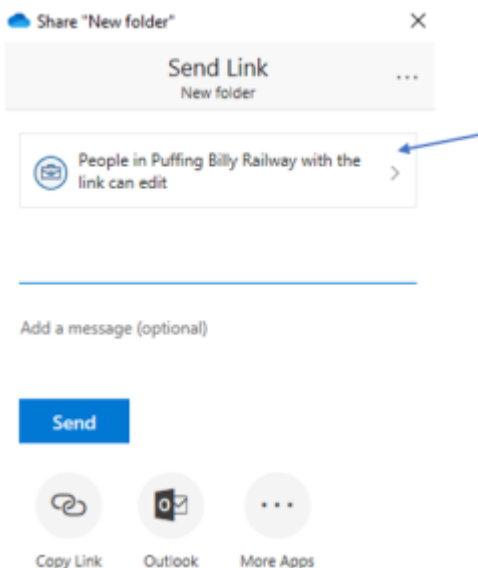 Share "New folder"
Send Link
New folder
People in Puffing Billy Railway with the
link can edit
Add a message (optional)
Send
Copy Link Outlook More Apps